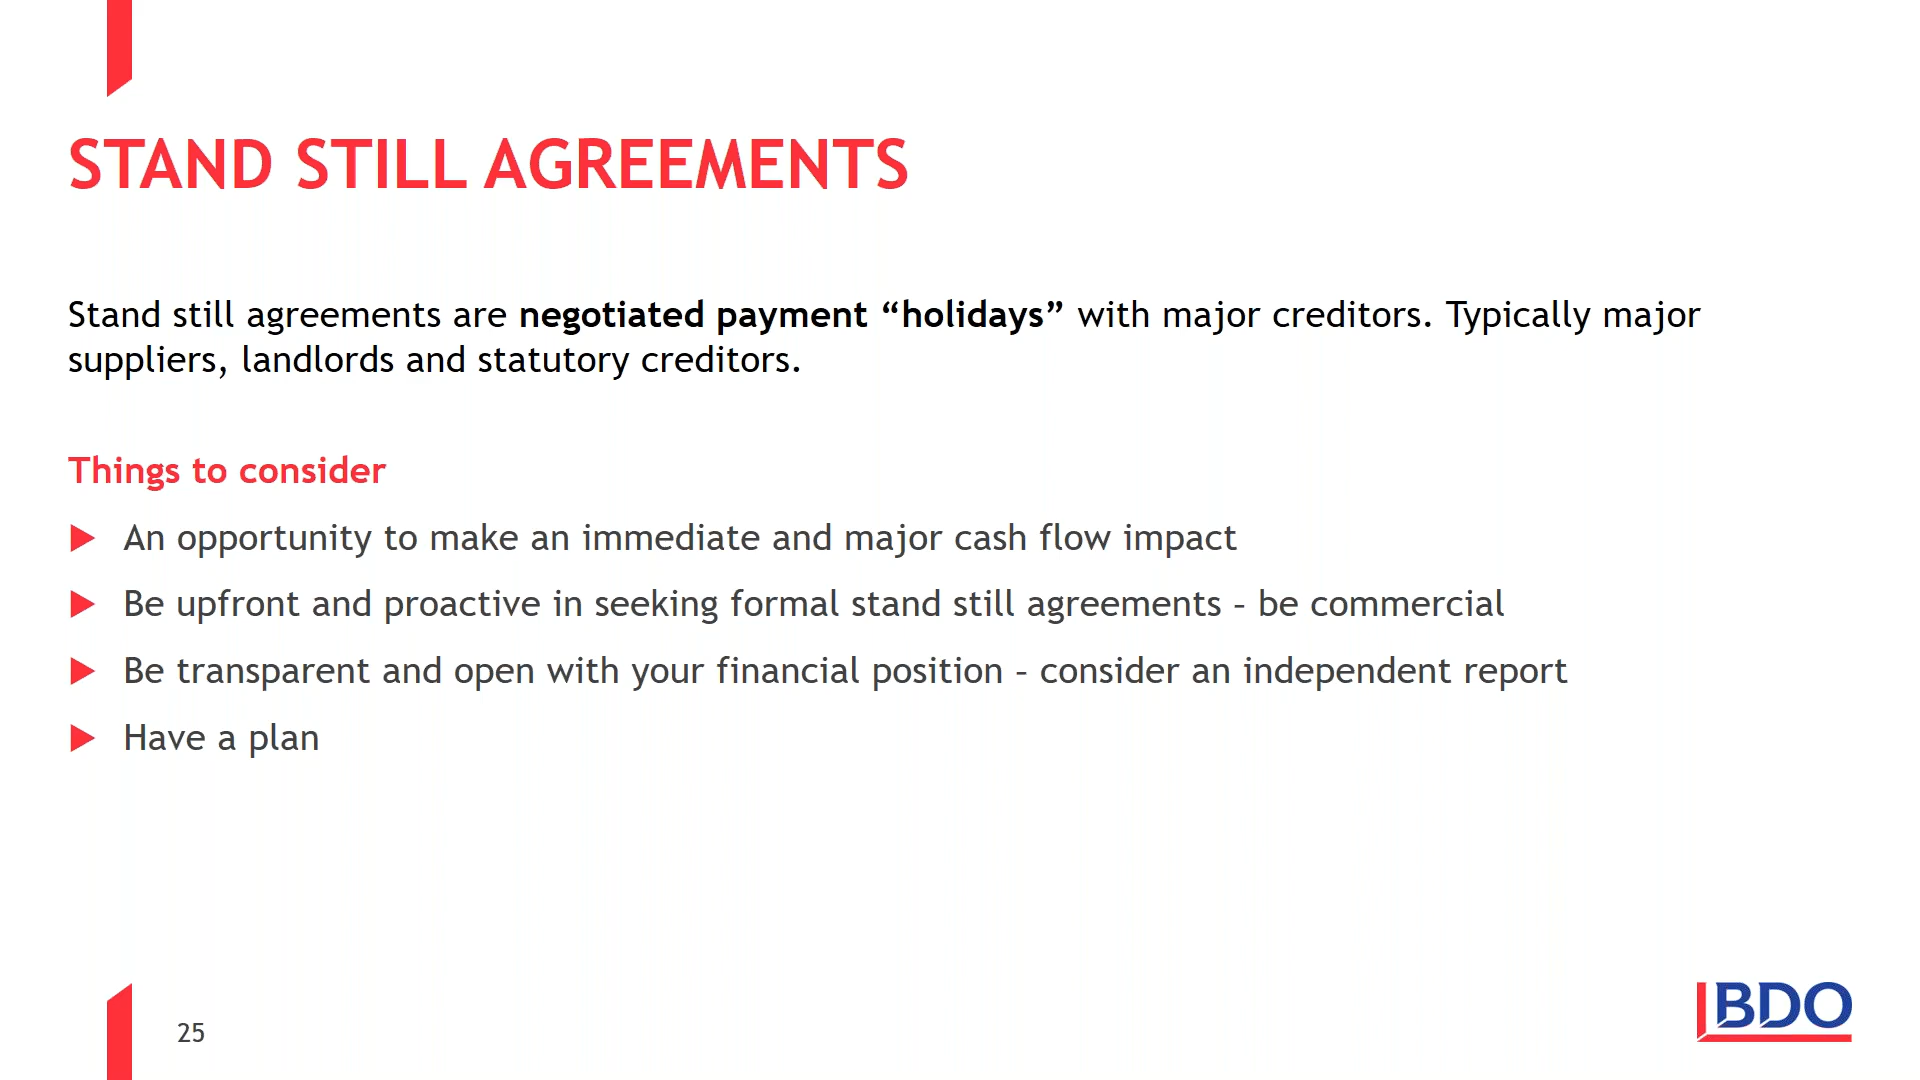 STAND STILL AGREEMENTS
Stand still agreements are negotiated payment “holidays” with major creditors. Typically major
suppliers, landlords and statutory creditors.
Things to consider
An opportunity to make an immediate and major cash flow impact
Be upfront and proactive in seeking formal stand still agreements – be commercial
Be transparent and open with your financial position – consider an independent report
Have a plan
25
BDO